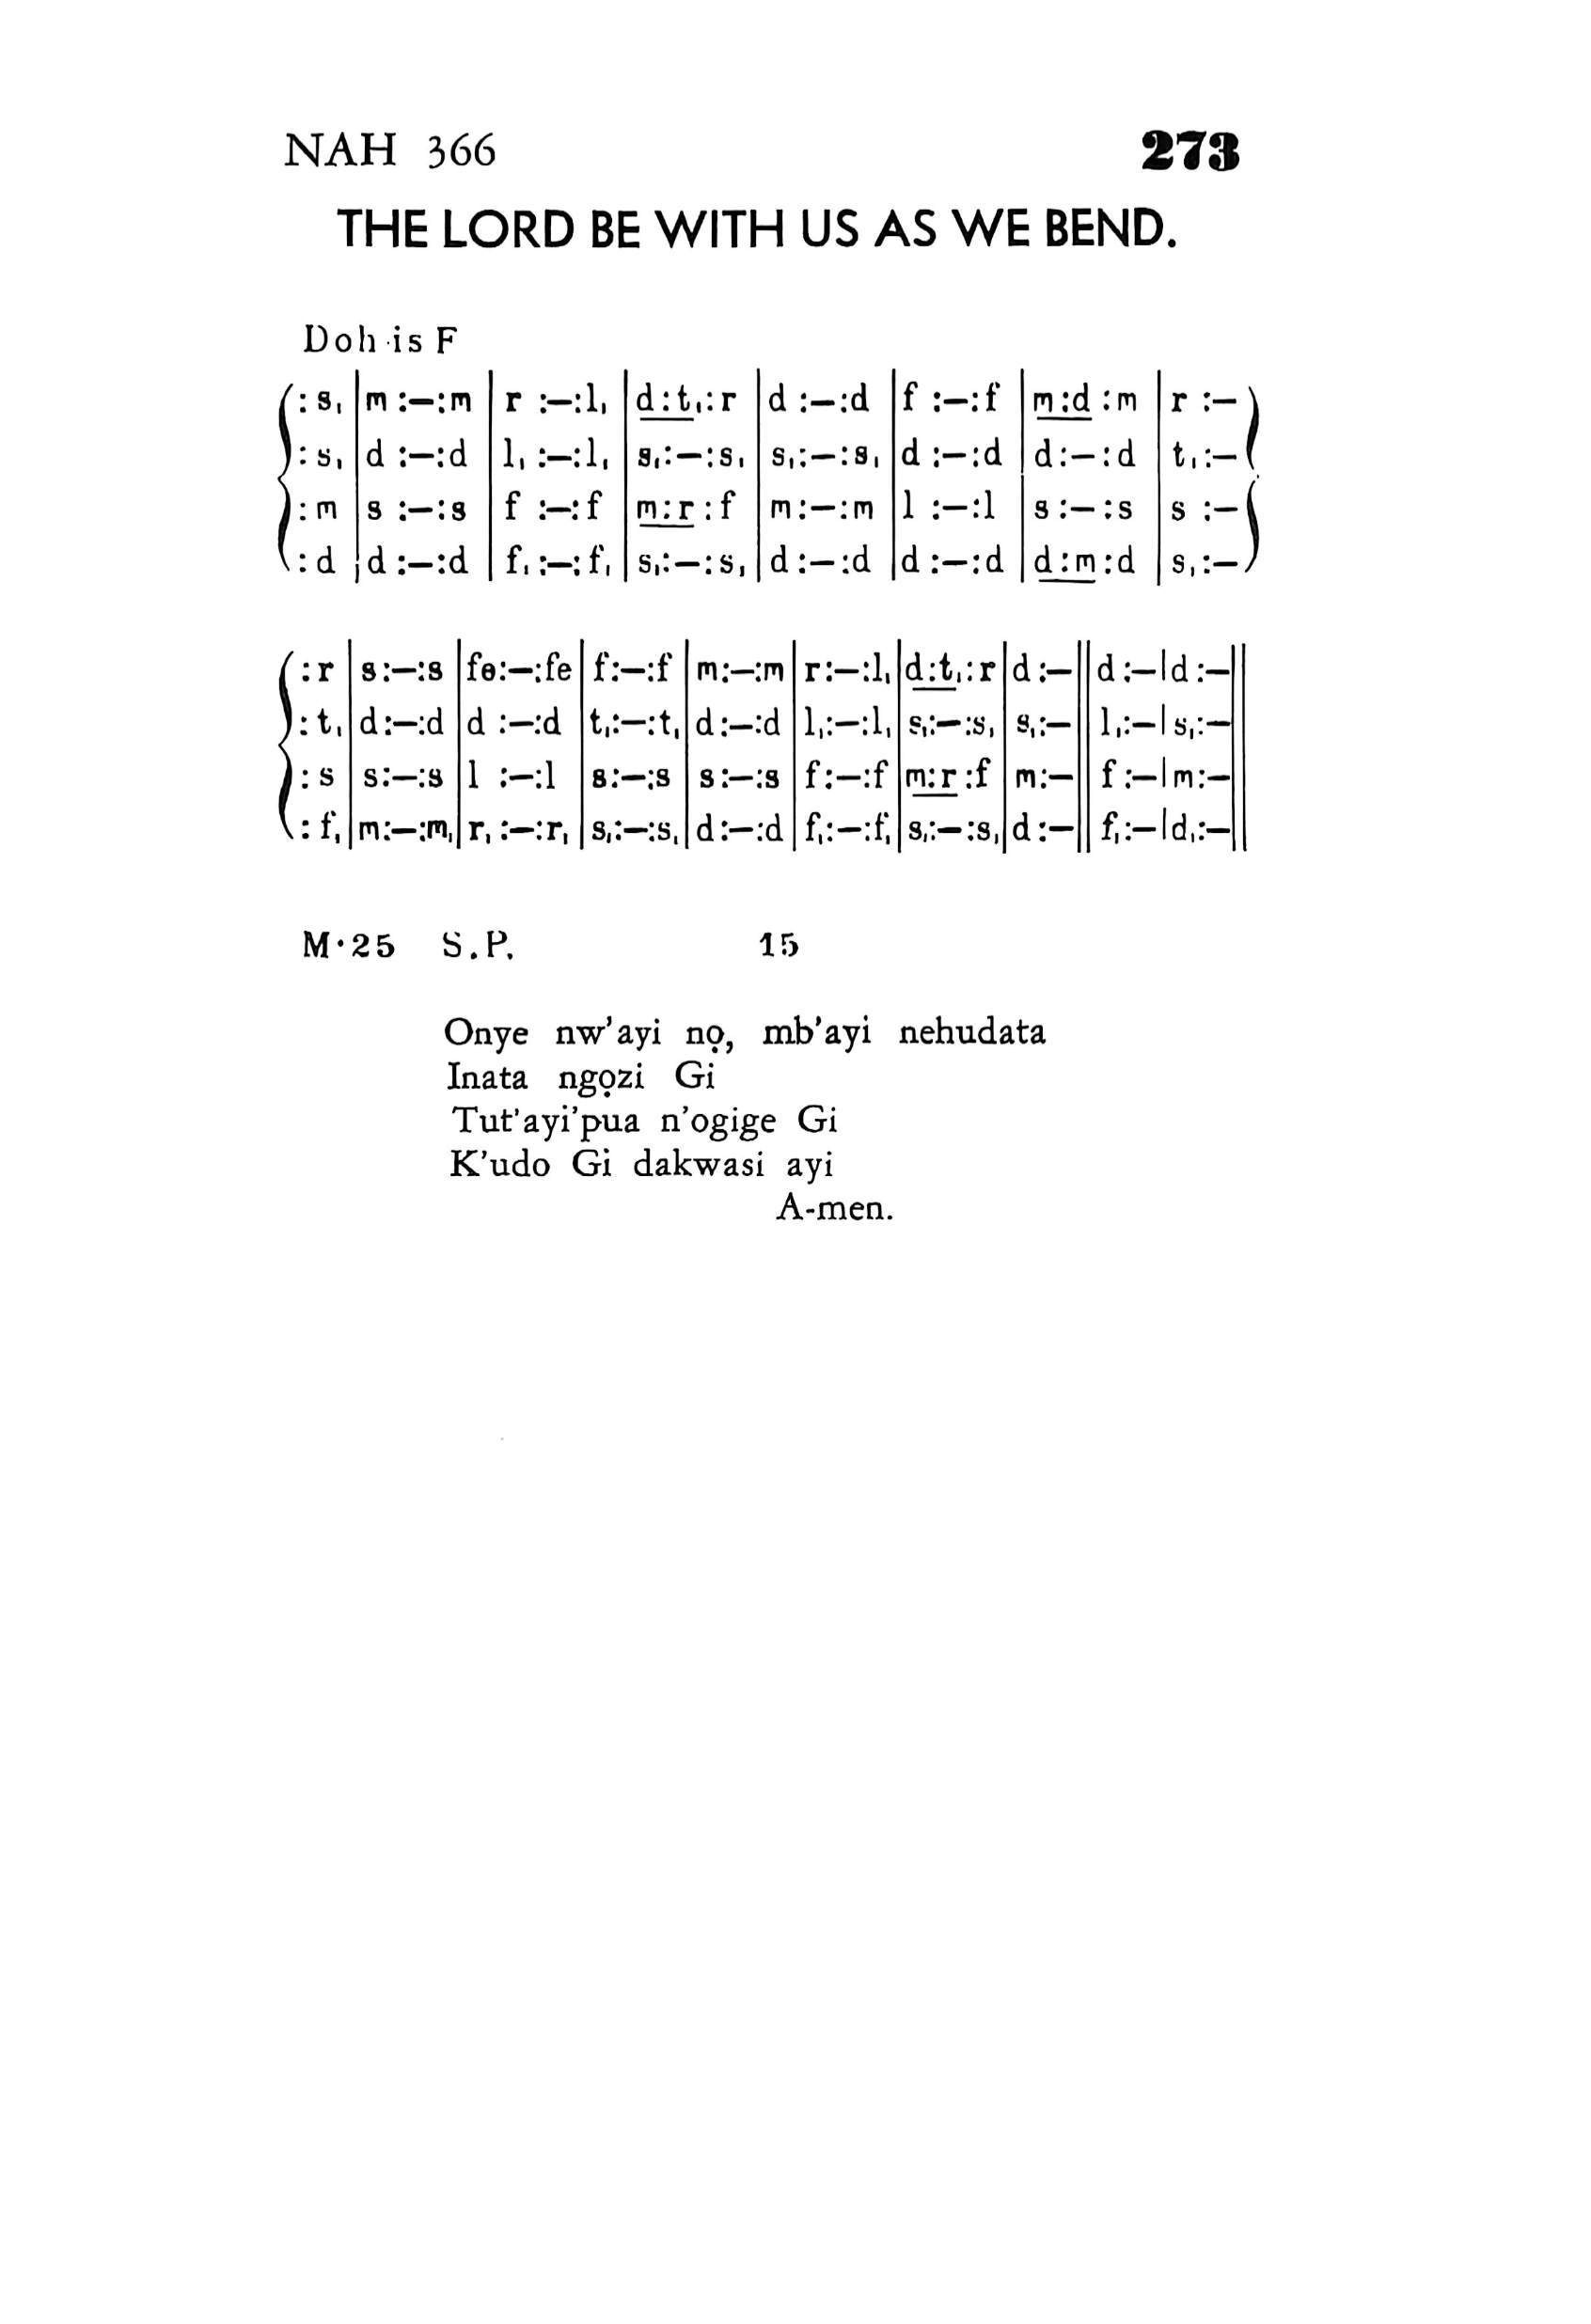 NAH 366 273
THE LORD BE WITH US AS WE BEND.
Doh is F
:s, | m :–:m | r :–:l, | d:t,:r | d :–:d | f :–:f | m:d :m | r :–
:s, | d :–:d | l, :–:l, | s,:–:s, | s,:–:s, | d :–:d | d:–:d | t, :–
:m | s :–:s | f :–:f | m:r:f | m:–:m | l :–:l | s:–:s | s :–
:d | d :–:d | f, :–:f, | s,:–:s, | d:–:d | d :–:d | d:m:d | s, :–
:r | s:–:s | fe:–:fe | f:–:f | m:–:m | r:–:l, | d:t,:r | d:– || d:–|d:– ||
:t, | d:–:d | d :–:d | t,:–:t, | d:–:d | l,:–:l, | s,:–:s, | s,:– || l,:–|s,:– ||
:s | s:–:s | l :–:l | s:–:s | s:–:s | f:–:f | m:r:f | m:– || f:–|m:– ||
:f, | m:–:m, | r, :–:r, | s,:–:s, | d:–:d | f,:–:f, | s,:–:s, | d:– || f,:–|d,:– ||
M·25 S.P. 15
Onye nw’ayi nọ, mb’ayi nehudata
Inata ngọzi Gi
Tut’ayi’pua n’ogige Gi
K’udo Gi dakwasi ayi
A-men.